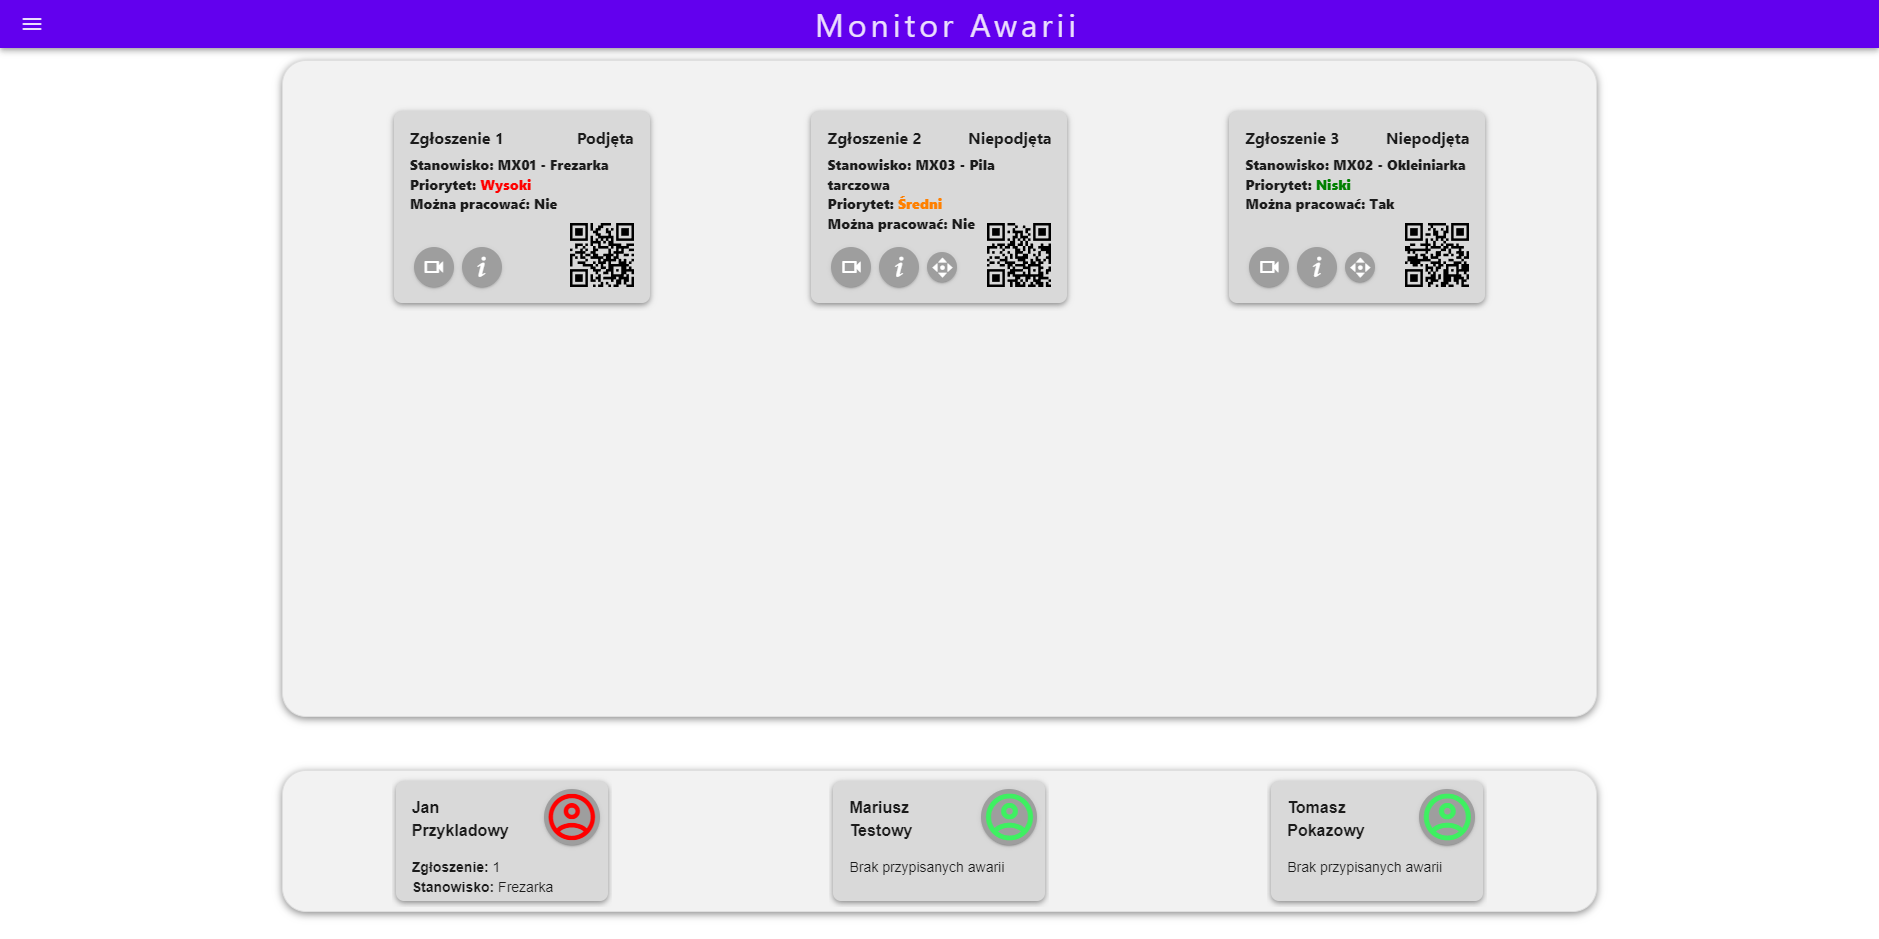 Monitor Awarii
Zgłoszenie 1 Podjęta
Stanowisko: MX01 - Frezarka
Priorytet: Wysoki
Można pracować: Nie
Zgłoszenie 2 Niepodjęta
Stanowisko: MX03 - Pila
tarczowa
Priorytet: Średni
Można pracować: Nie
Zgłoszenie 3 Niepodjęta
Stanowisko: MX02 - Okleiniarka
Priorytet: Niski
Można pracować: Tak
Jan
Przykladowy
Zgłoszenie: 1
Stanowisko: Frezarka
Mariusz
Testowy
Brak przypisanych awarii
Tomasz
Pokazowy
Brak przypisanych awarii